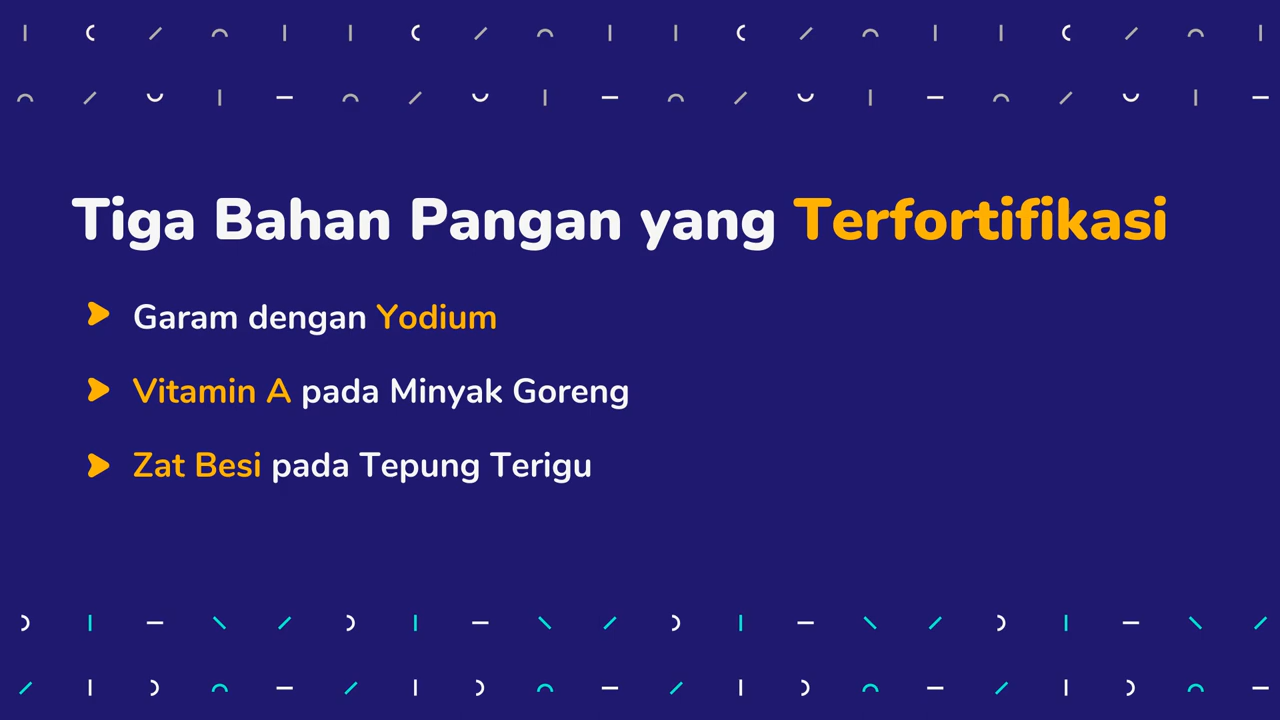 Tiga Bahan Pangan yang Terfortifikasi
Garam dengan Yodium
Vitamin A pada Minyak Goreng
Zat Besi pada Tepung Terigu